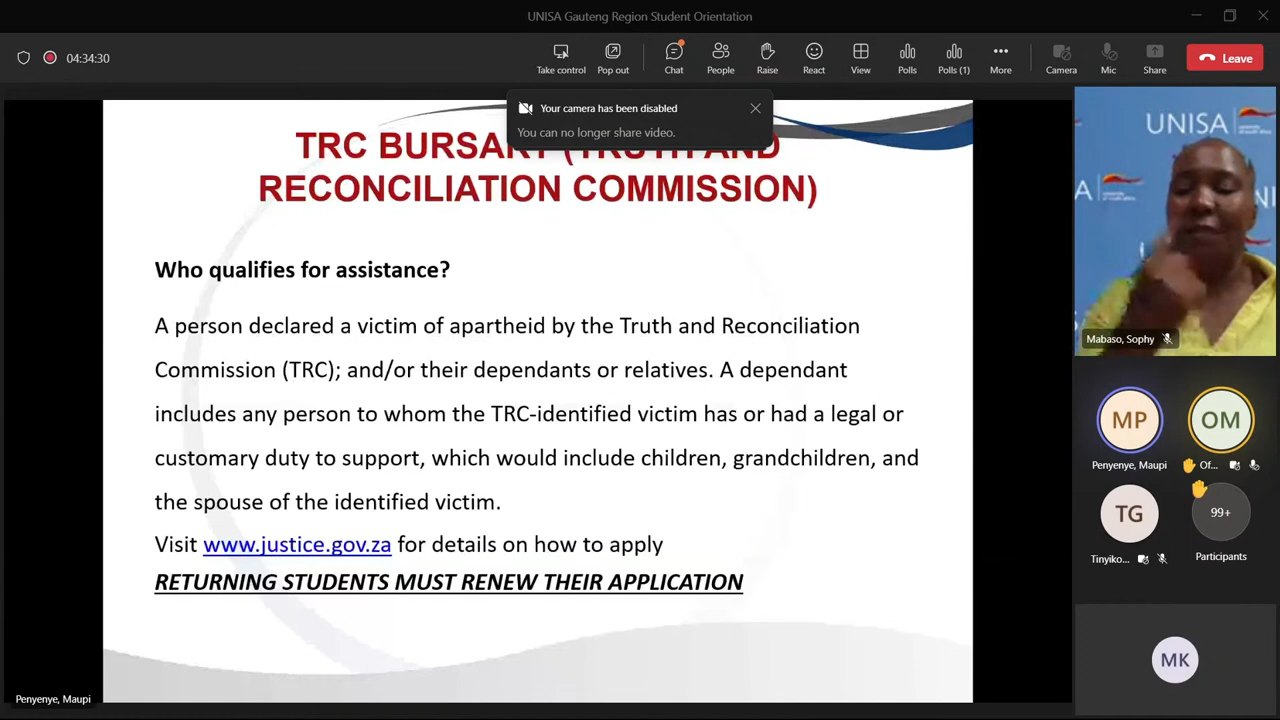 UNISA Gauteng Region Student Orientation
04:34:30
Take control
Pop out
Chat
People
Raise
React
View
Polls
Polls (1)
More
Camera
Mic
Share
Leave
Your camera has been disabled
You can no longer share video.
TRC BURSARY (TRUTH AND
RECONCILIATION COMMISSION)
Who qualifies for assistance?
A person declared a victim of apartheid by the Truth and Reconciliation
Commission (TRC); and/or their dependants or relatives. A dependant
includes any person to whom the TRC-identified victim has or had a legal or
customary duty to support, which would include children, grandchildren, and
the spouse of the identified victim.
Visit www.justice.gov.za for details on how to apply
RETURNING STUDENTS MUST RENEW THEIR APPLICATION
Penyenye, Maupi
UNISA
SA
UNI
Mabaso, Sophy
MP
Penyenye, Maupi
OM
Of...
TG
Tinyiko...
99+
Participants
MK